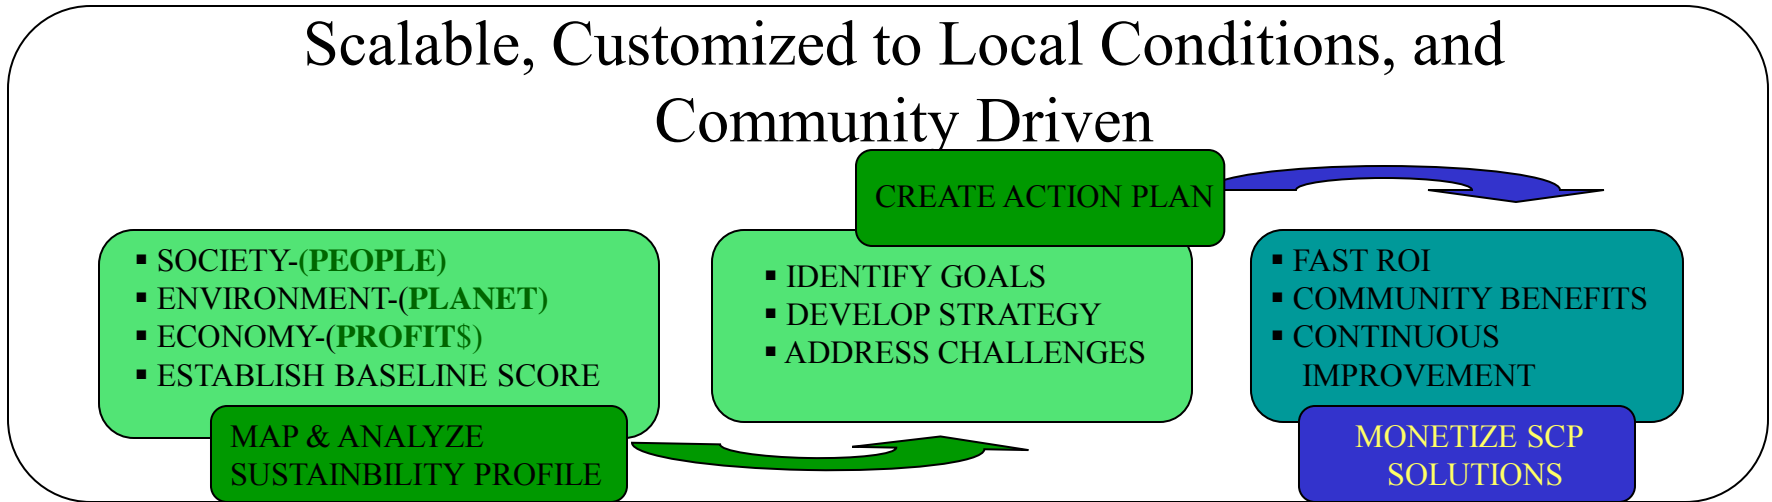 Scalable, Customized to Local Conditions, and
Community Driven
▪ SOCIETY-(PEOPLE)
▪ ENVIRONMENT-(PLANET)
▪ ECONOMY-(PROFIT$)
▪ ESTABLISH BASELINE SCORE
MAP & ANALYZE
SUSTAINBILITY PROFILE
CREATE ACTION PLAN
▪ IDENTIFY GOALS
▪ DEVELOP STRATEGY
▪ ADDRESS CHALLENGES
▪ FAST ROI
▪ COMMUNITY BENEFITS
▪ CONTINUOUS
IMPROVEMENT
MONETIZE SCP
SOLUTIONS